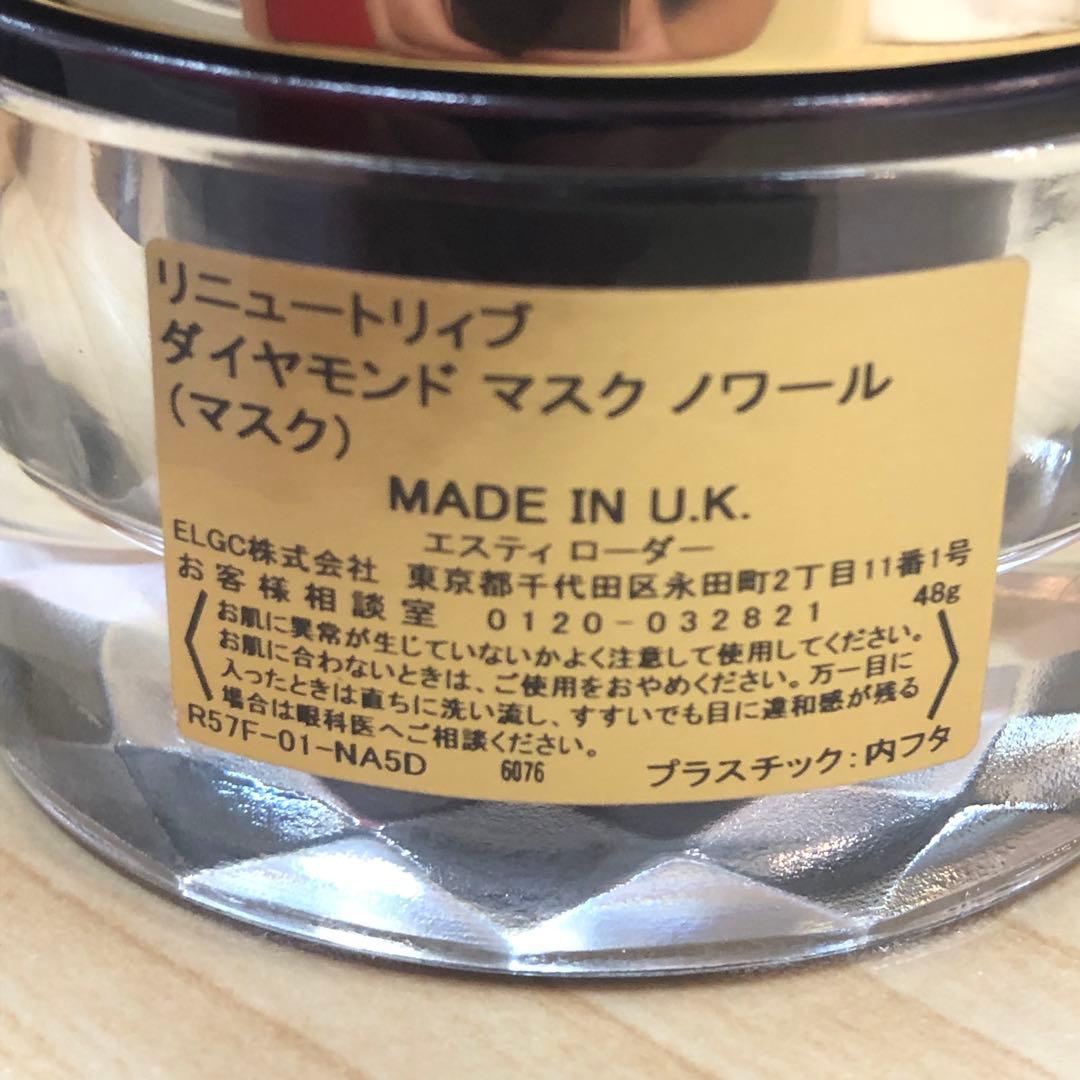 リニュートリィブ
ダイヤモンド マスク ノワール
（マスク）
MADE IN U.K.
エスティ ローダー
ELGC株式会社 東京都千代田区永田町2丁目11番1号
お客様相談室 0120-032821 48g
お肌に異常が生じていないかよく注意して使用してください。
お肌に合わないときは、ご使用をおやめください。万一目に
入ったときは直ちに洗い流し、すすいでも目に違和感が残る
場合は眼科医へご相談ください。
R57F-01-NA5D 6076 プラスチック：内フタ